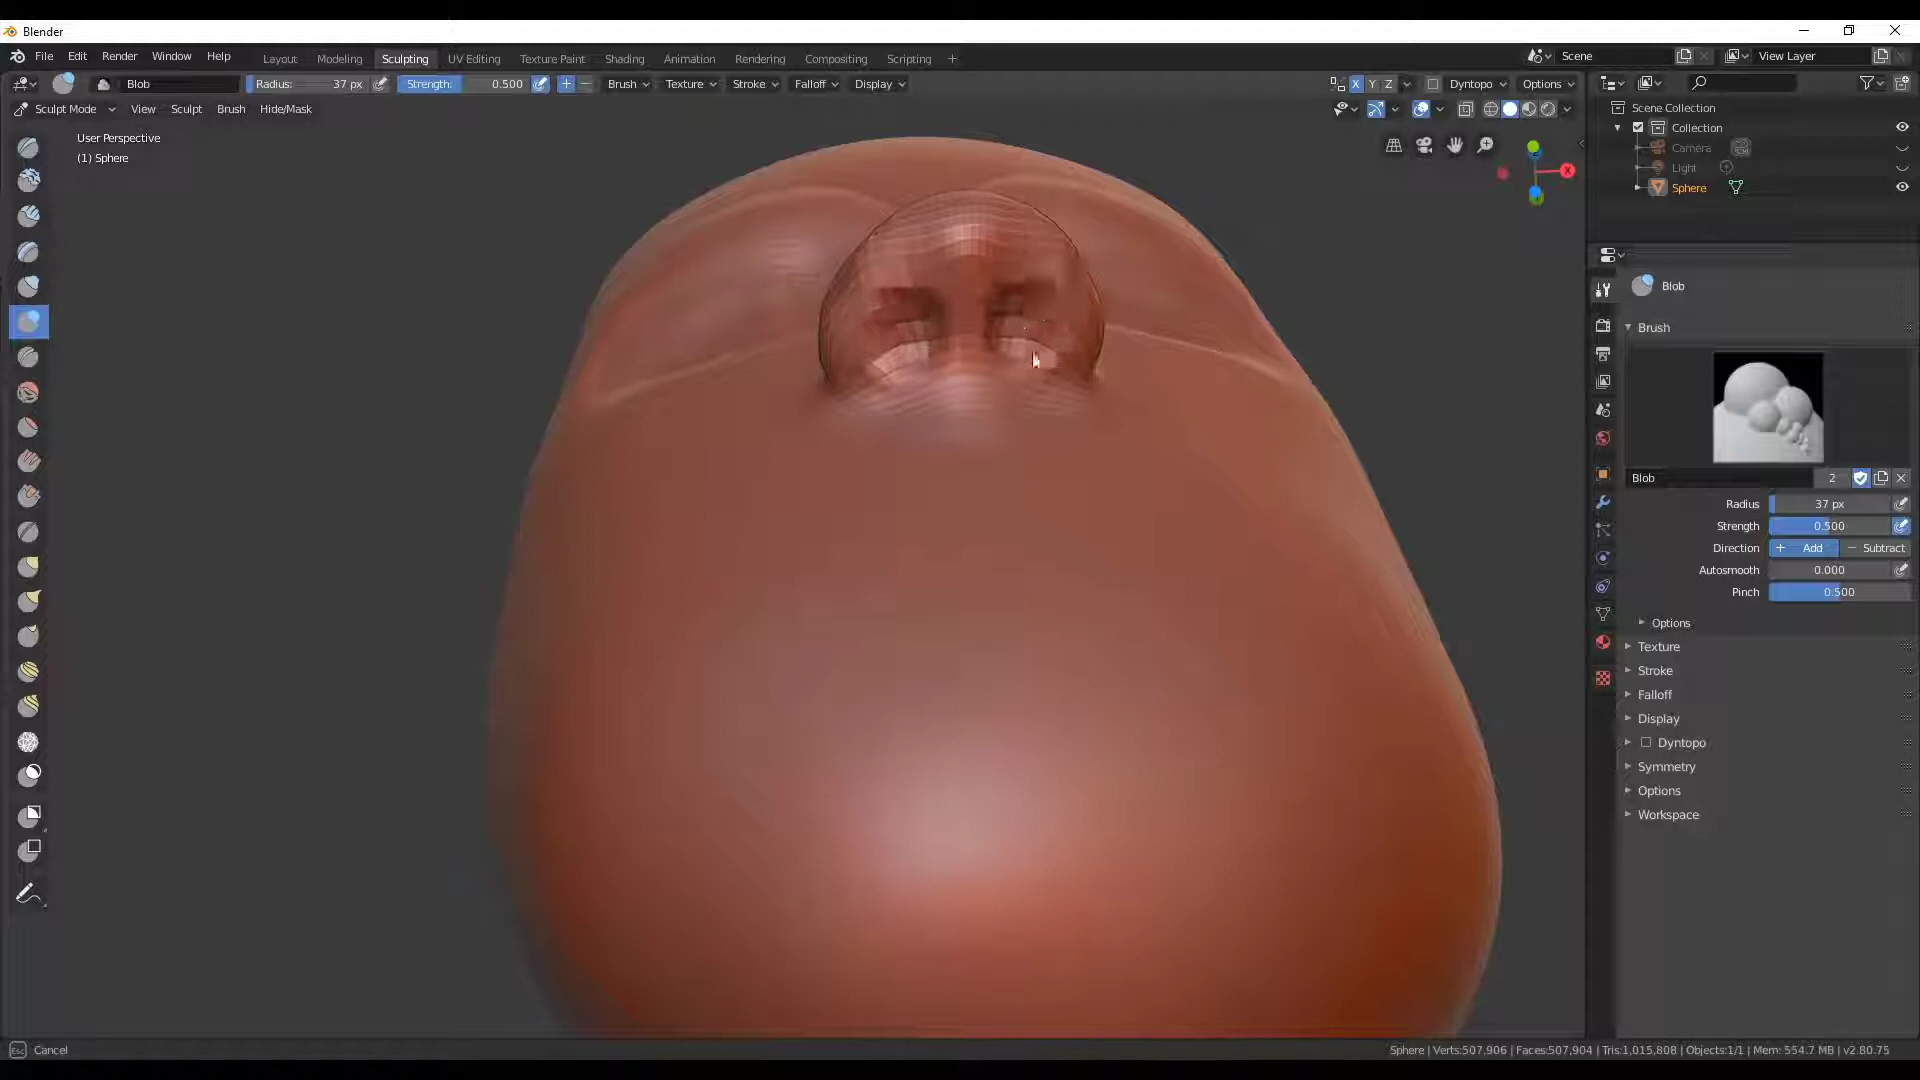 Blender
File Edit Render Window Help Layout Modeling Sculpting UV Editing Texture Paint Shading Animation Rendering Compositing Scripting + Scene View Layer
Blob Radius: 37 px Strength: 0.500 + − Brush Texture Stroke Falloff Display X Y Z Dyntopo Options
Sculpt Mode View Sculpt Brush Hide/Mask
User Perspective
(1) Sphere
X
Scene Collection
Collection
Camera
Light
Sphere
Blob
Brush
Blob 2
Radius 37 px
Strength 0.500
Direction + Add − Subtract
Autosmooth 0.000
Pinch 0.500
Options
Texture
Stroke
Falloff
Display
Dyntopo
Symmetry
Options
Workspace
Esc Cancel
Sphere | Verts:507,906 | Faces:507,904 | Tris:1,015,808 | Objects:1/1 | Mem: 554.7 MB | v2.80.75